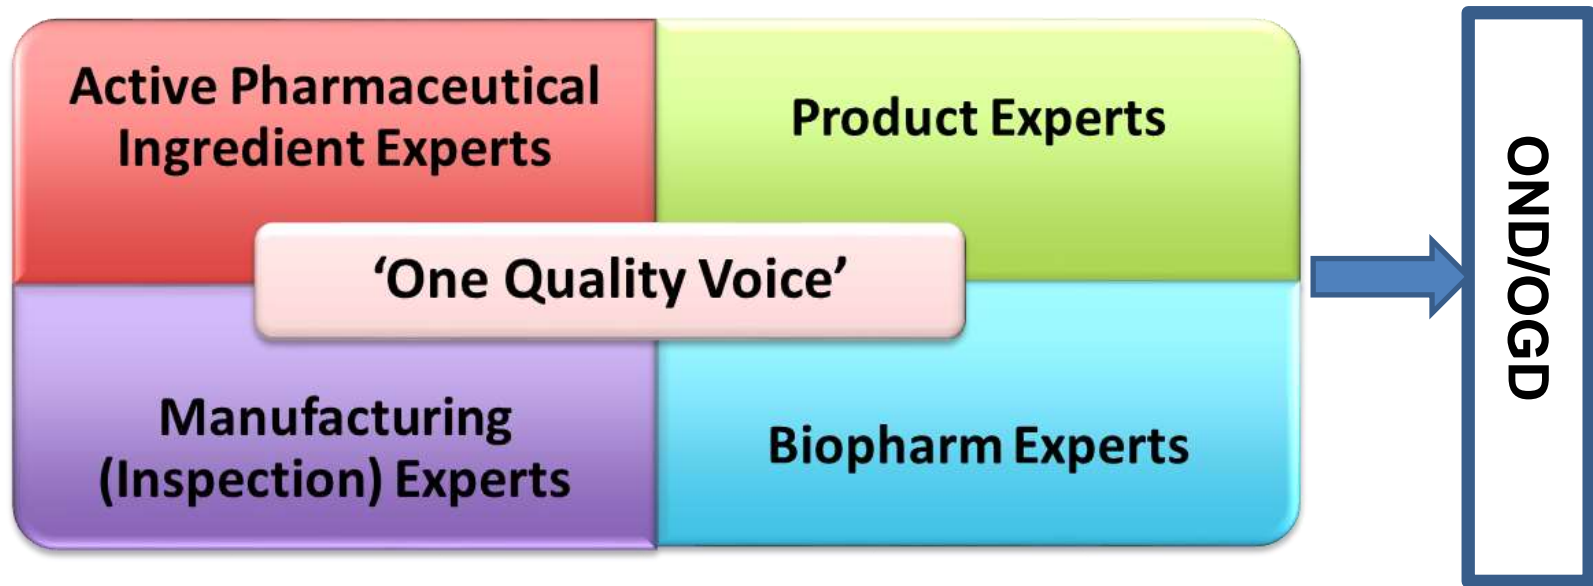 Active Pharmaceutical
Ingredient Experts
Product Experts
‘One Quality Voice’
Manufacturing
(Inspection) Experts
Biopharm Experts
OND/OGD